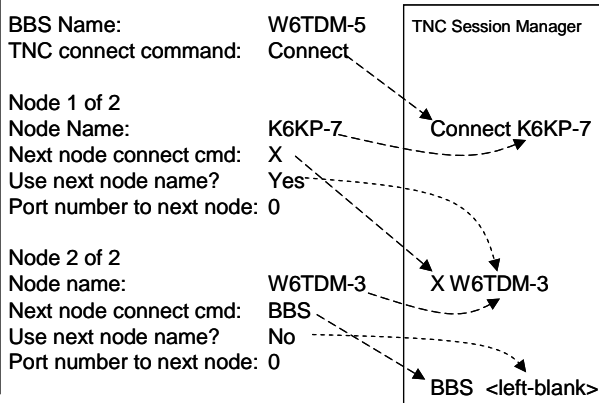 BBS Name: W6TDM-5
TNC connect command: Connect
Node 1 of 2
Node Name: K6KP-7
Next node connect cmd: X
Use next node name? Yes
Port number to next node: 0
Node 2 of 2
Node name: W6TDM-3
Next node connect cmd: BBS
Use next node name? No
Port number to next node: 0
TNC Session Manager
Connect K6KP-7
X W6TDM-3
BBS <left-blank>